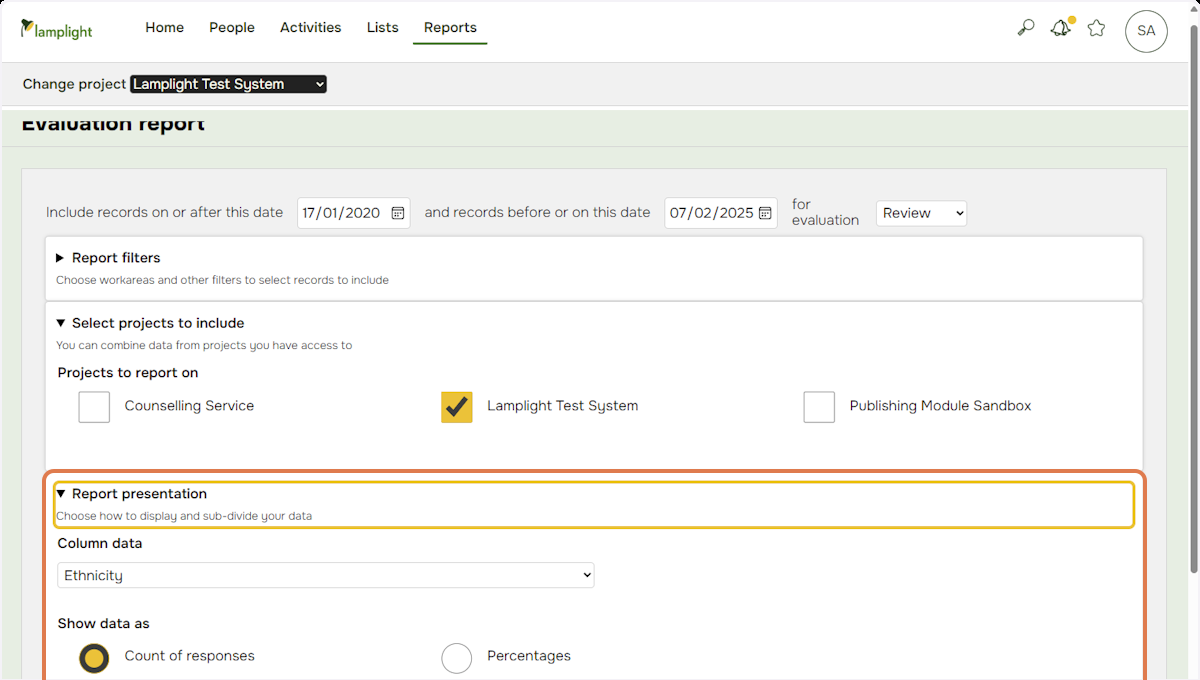 lamplight
Home People Activities Lists Reports
SA
Change project Lamplight Test System
Evaluation report
Include records on or after this date 17/01/2020 and records before or on this date 07/02/2025 for evaluation Review
Report filters
Choose workareas and other filters to select records to include
Select projects to include
You can combine data from projects you have access to
Projects to report on
Counselling Service Lamplight Test System Publishing Module Sandbox
Report presentation
Choose how to display and sub-divide your data
Column data
Ethnicity
Show data as
Count of responses Percentages